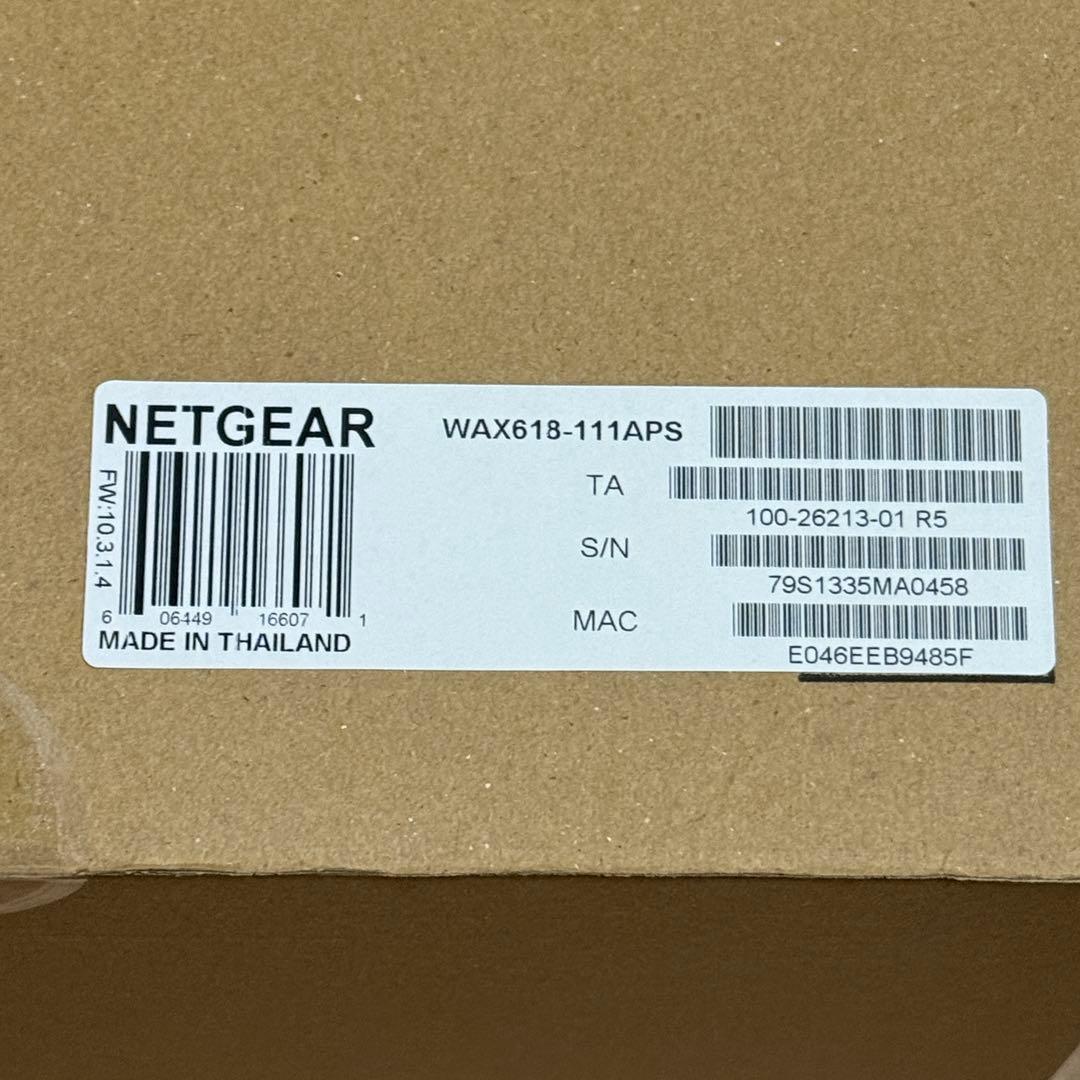 NETGEAR
WAX618-111APS
FW:10.3.1.4
TA
100-26213-01 R5
S/N
79S1335MA0458
MAC
E046EEB9485F
6 06449 16607 1
MADE IN THAILAND